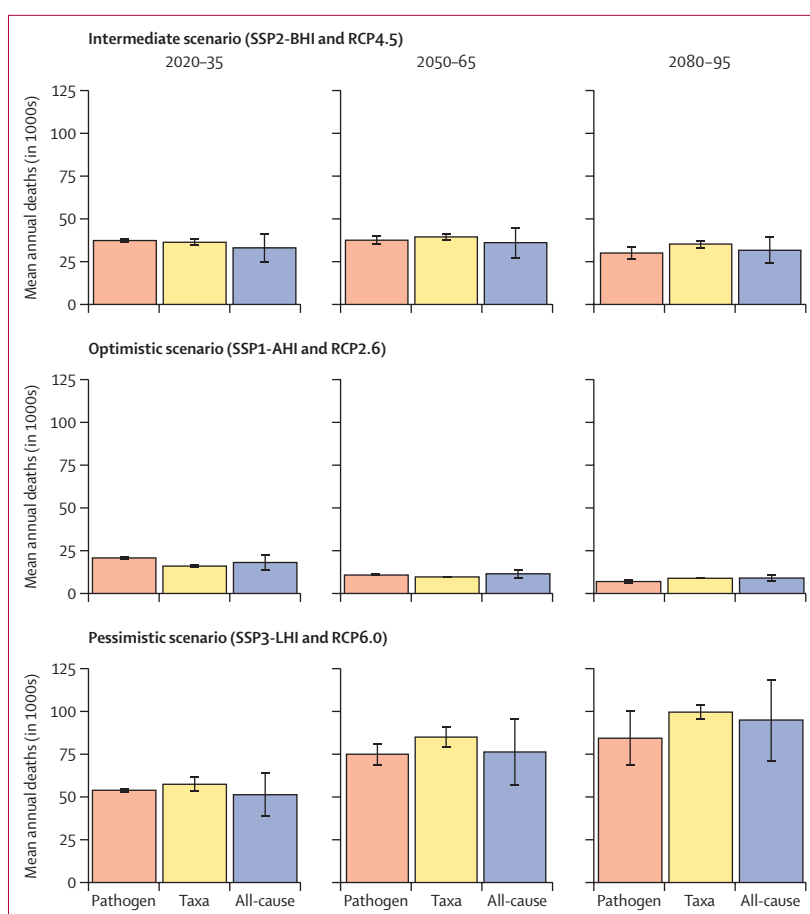 Intermediate scenario (SSP2-BHI and RCP4.5)
2020–35 2050–65 2080–95
Mean annual deaths (in 1000s)
125
100
75
50
25
0
Optimistic scenario (SSP1-AHI and RCP2.6)
Mean annual deaths (in 1000s)
125
100
75
50
25
0
Pessimistic scenario (SSP3-LHI and RCP6.0)
Mean annual deaths (in 1000s)
125
100
75
50
25
0
Pathogen Taxa All-cause Pathogen Taxa All-cause Pathogen Taxa All-cause